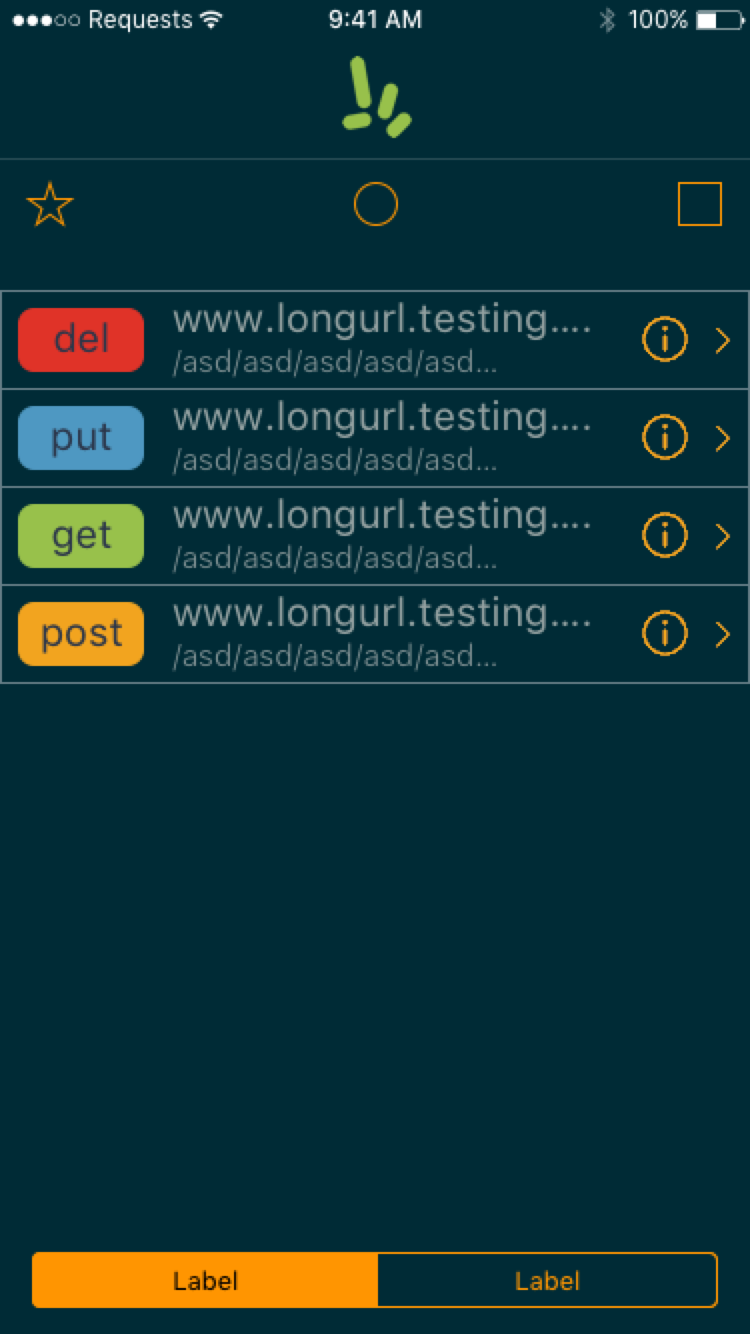 Requests 9:41 AM 100%
del www.longurl.testing....
/asd/asd/asd/asd/asd...
put www.longurl.testing....
/asd/asd/asd/asd/asd...
get www.longurl.testing....
/asd/asd/asd/asd/asd...
post www.longurl.testing....
/asd/asd/asd/asd/asd...
Label Label